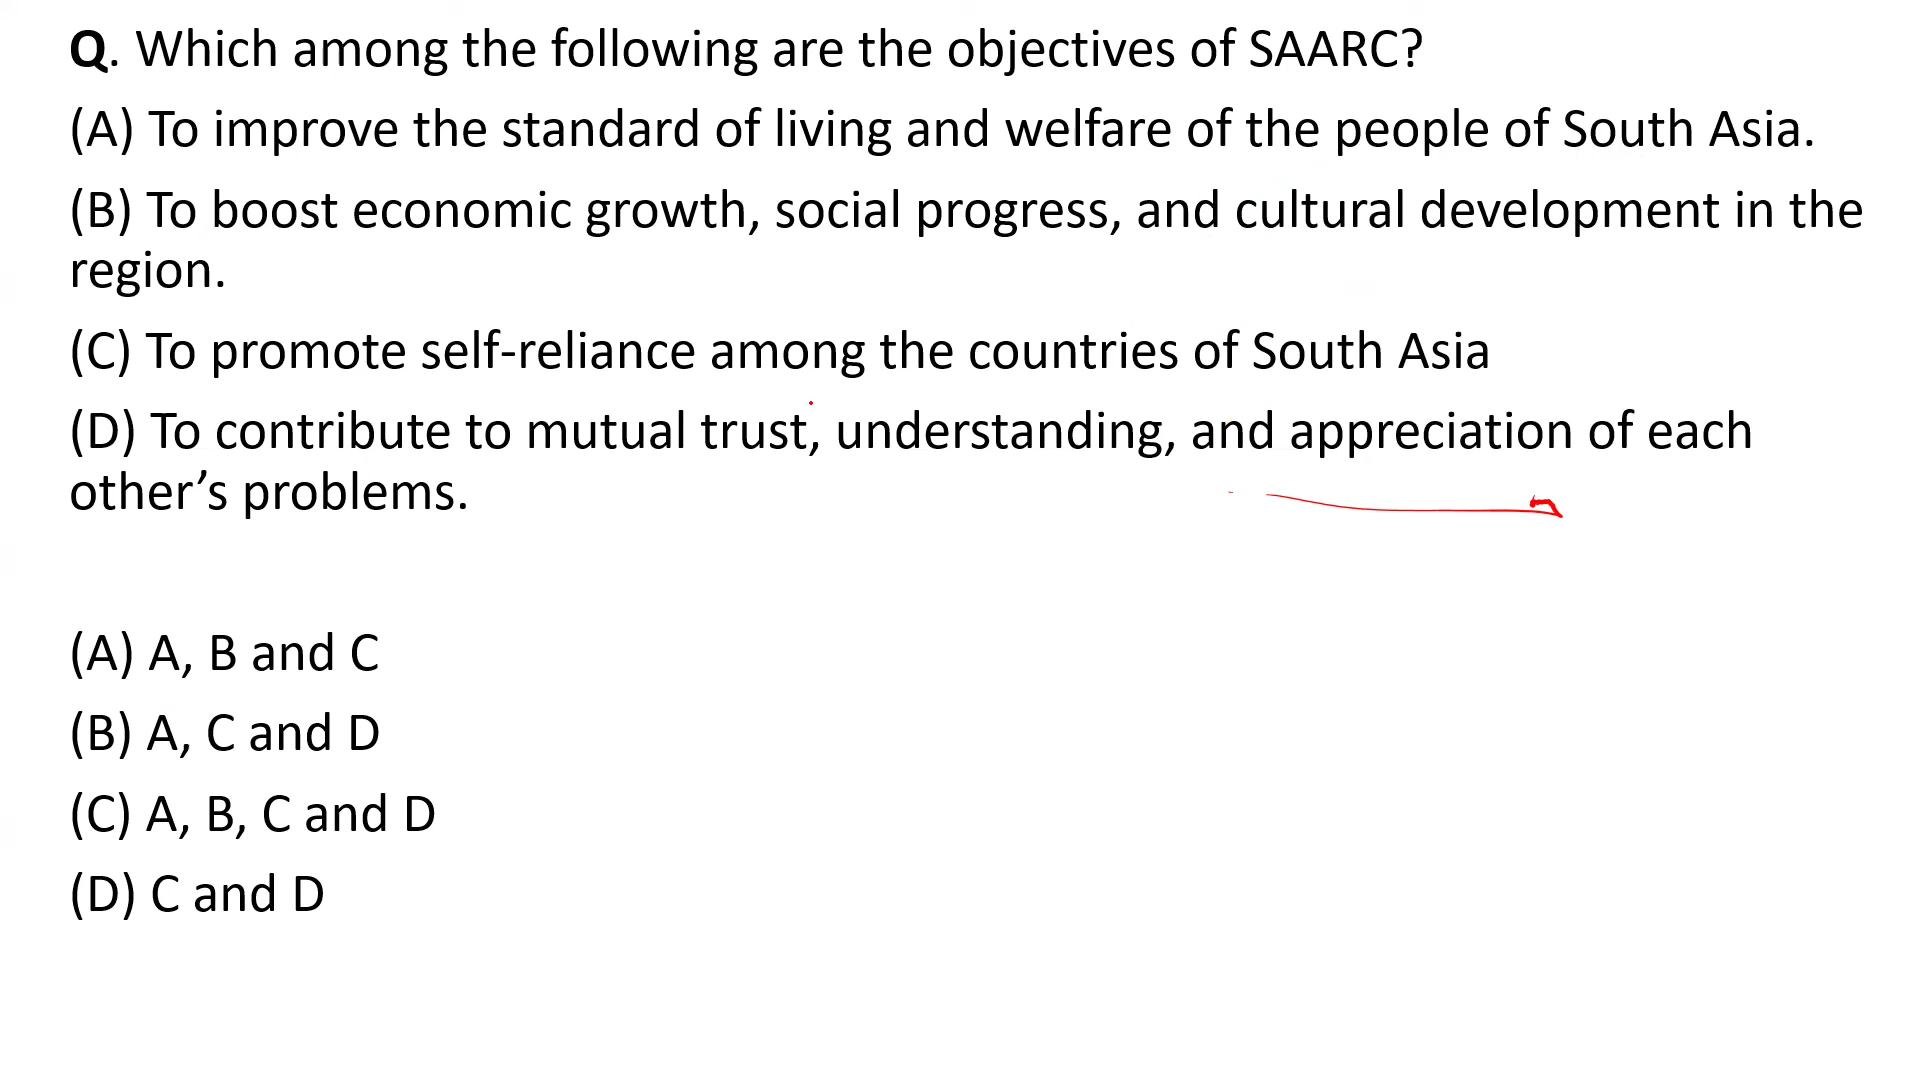 Q. Which among the following are the objectives of SAARC?
(A) To improve the standard of living and welfare of the people of South Asia.
(B) To boost economic growth, social progress, and cultural development in the
region.
(C) To promote self-reliance among the countries of South Asia
(D) To contribute to mutual trust, understanding, and appreciation of each
other’s problems.
(A) A, B and C
(B) A, C and D
(C) A, B, C and D
(D) C and D